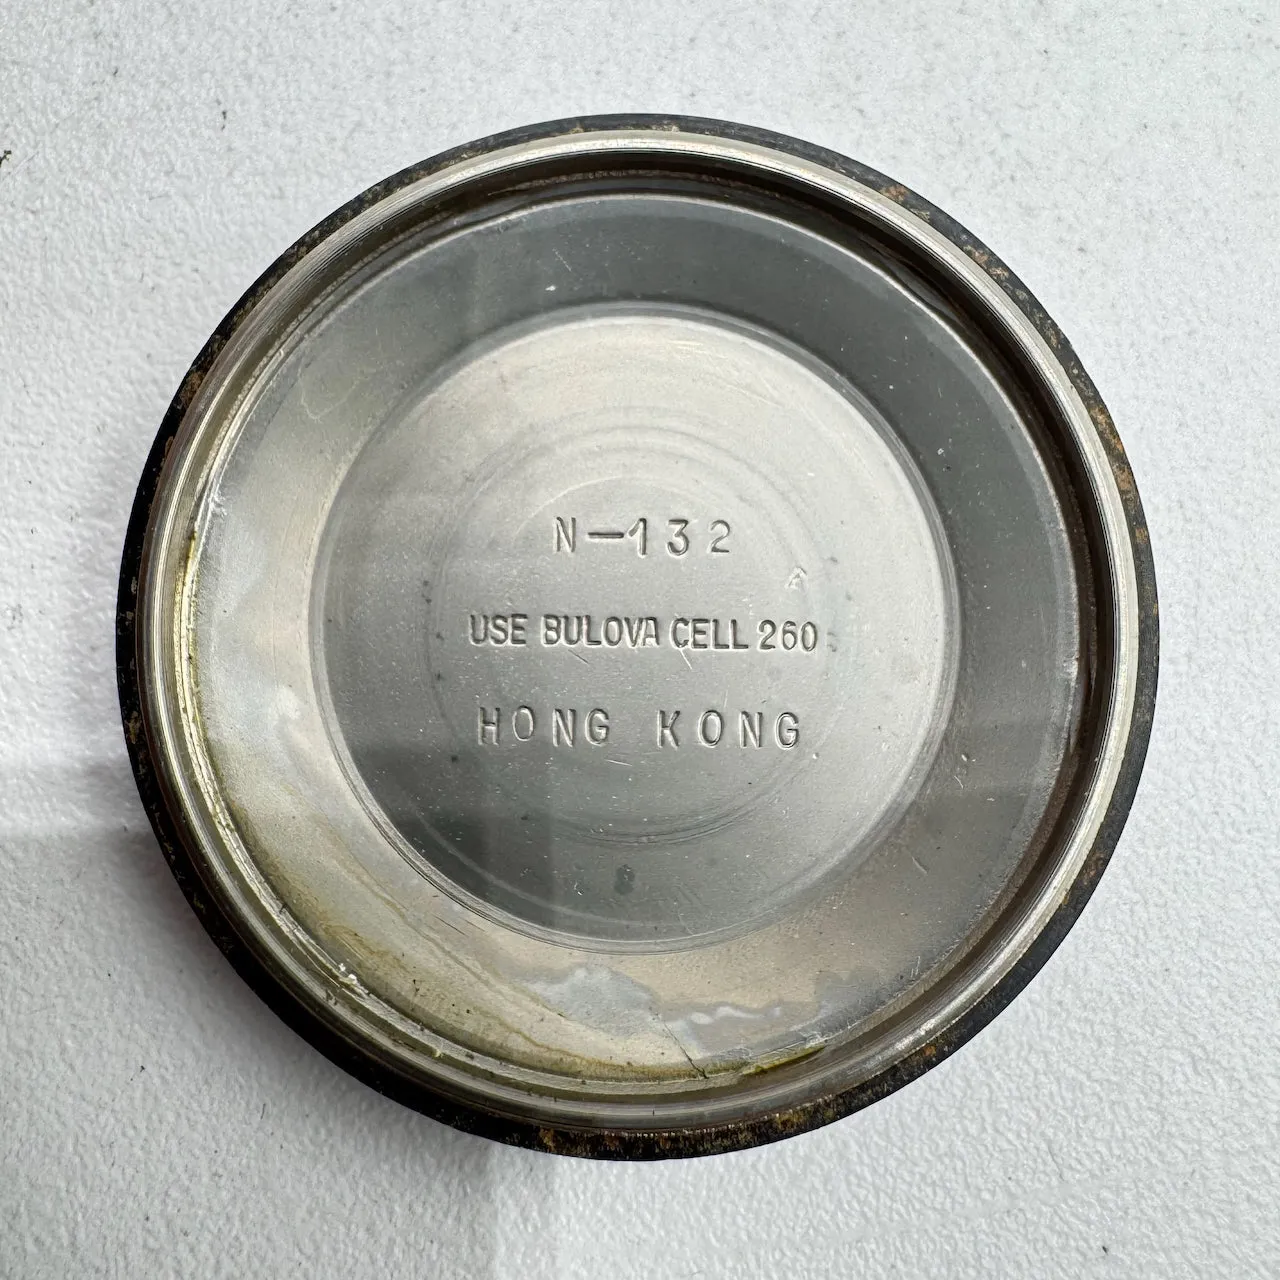 N-132
USE BULOVA CELL 260
HONG KONG